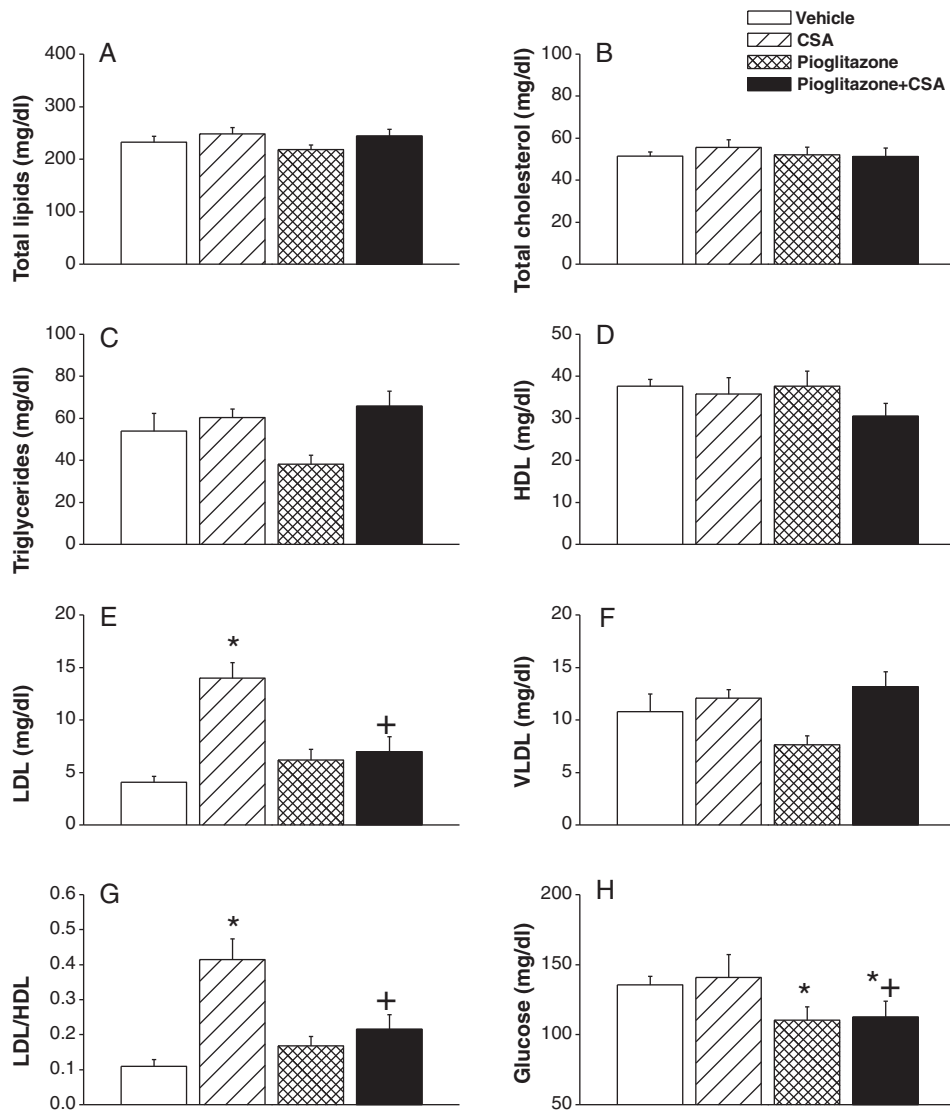 Vehicle
CSA
Pioglitazone
Pioglitazone+CSA
A
Total lipids (mg/dl)
400
300
200
100
0
B
Total cholesterol (mg/dl)
100
80
60
40
20
0
C
Triglycerides (mg/dl)
100
80
60
40
20
0
D
HDL (mg/dl)
50
40
30
20
10
0
E
LDL (mg/dl)
20
15
10
5
0
*
+
F
VLDL (mg/dl)
20
15
10
5
0
G
LDL/HDL
0.6
0.5
0.4
0.3
0.2
0.1
0.0
*
+
H
Glucose (mg/dl)
200
150
100
50
*
*+